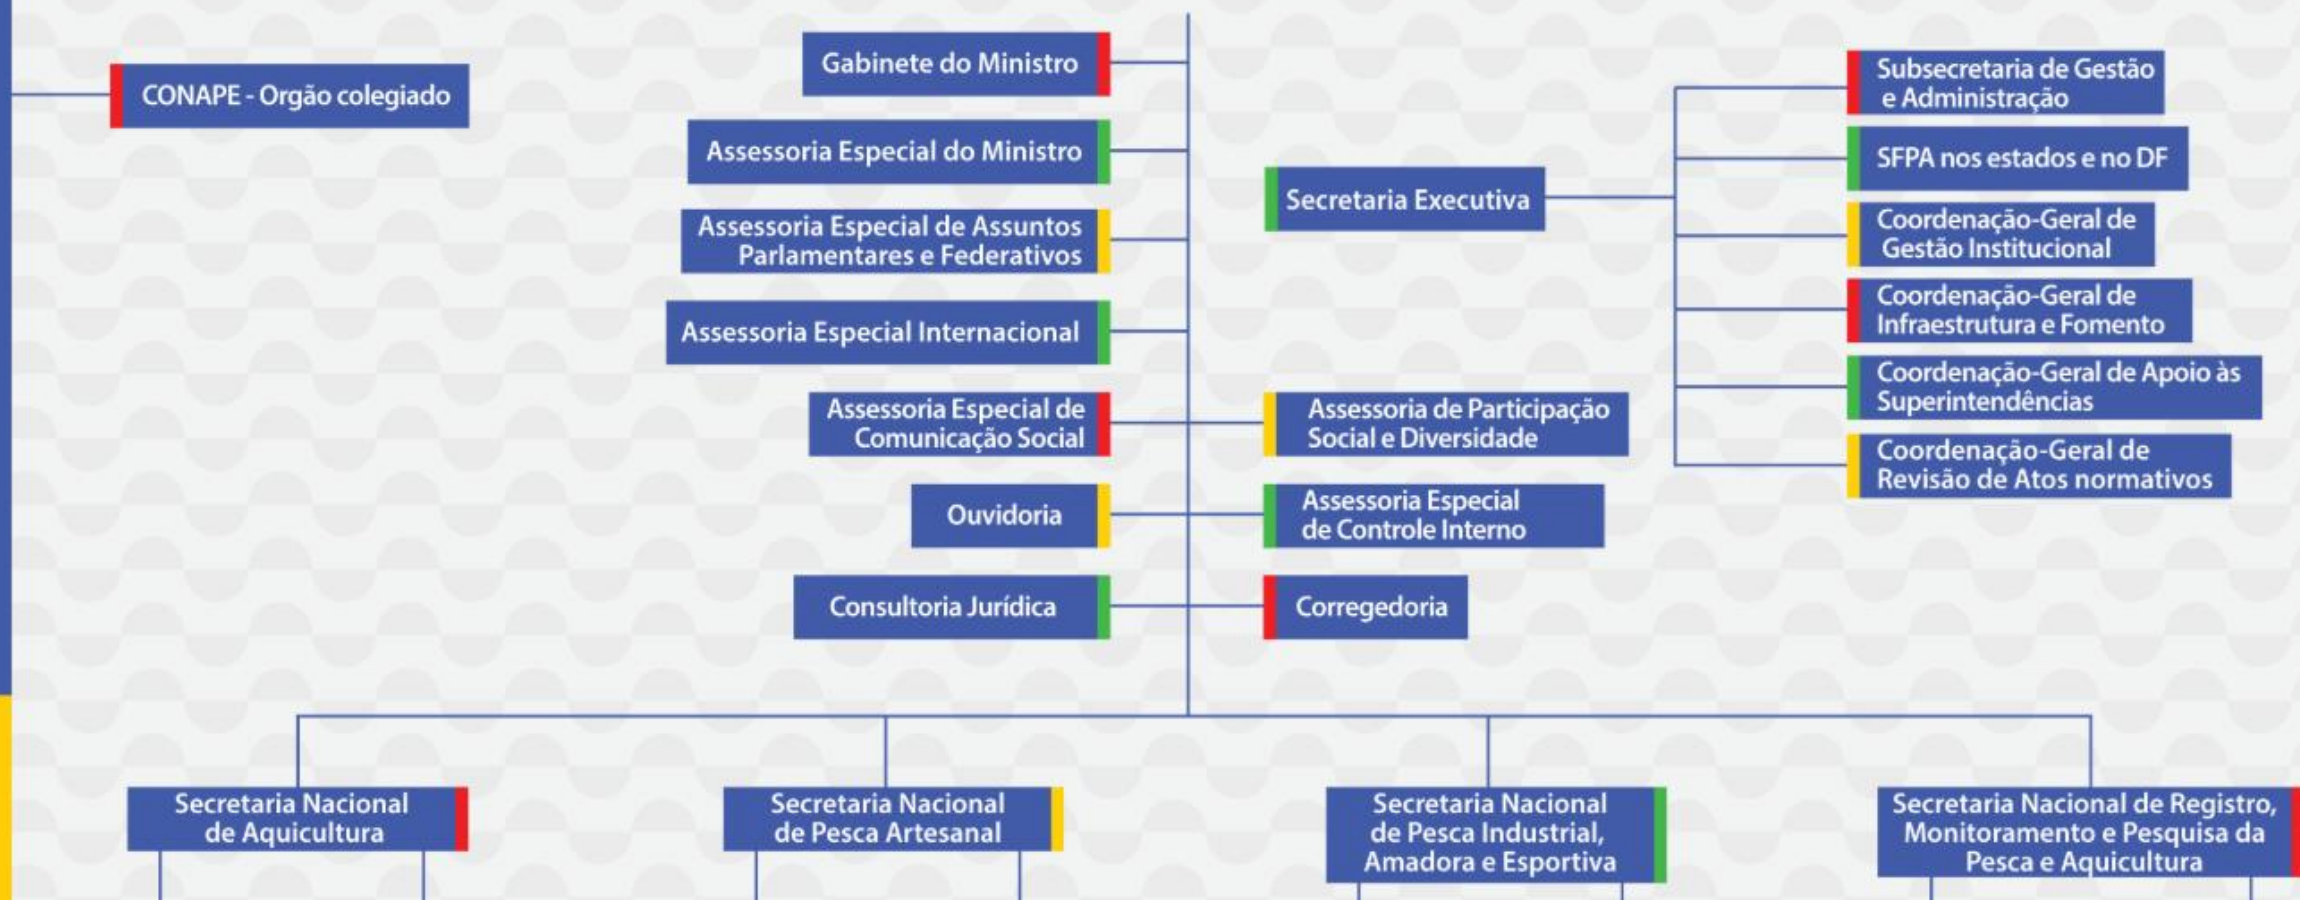 CONAPE - Orgão colegiado
Gabinete do Ministro
Assessoria Especial do Ministro
Assessoria Especial de Assuntos
Parlamentares e Federativos
Assessoria Especial Internacional
Assessoria Especial de
Comunicação Social
Ouvidoria
Consultoria Jurídica
Secretaria Executiva
Assessoria de Participação
Social e Diversidade
Assessoria Especial
de Controle Interno
Corregedoria
Subsecretaria de Gestão
e Administração
SFPA nos estados e no DF
Coordenação-Geral de
Gestão Institucional
Coordenação-Geral de
Infraestrutura e Fomento
Coordenação-Geral de Apoio às
Superintendências
Coordenação-Geral de
Revisão de Atos normativos
Secretaria Nacional
de Aquicultura
Secretaria Nacional
de Pesca Artesanal
Secretaria Nacional
de Pesca Industrial,
Amadora e Esportiva
Secretaria Nacional de Registro,
Monitoramento e Pesquisa da
Pesca e Aquicultura